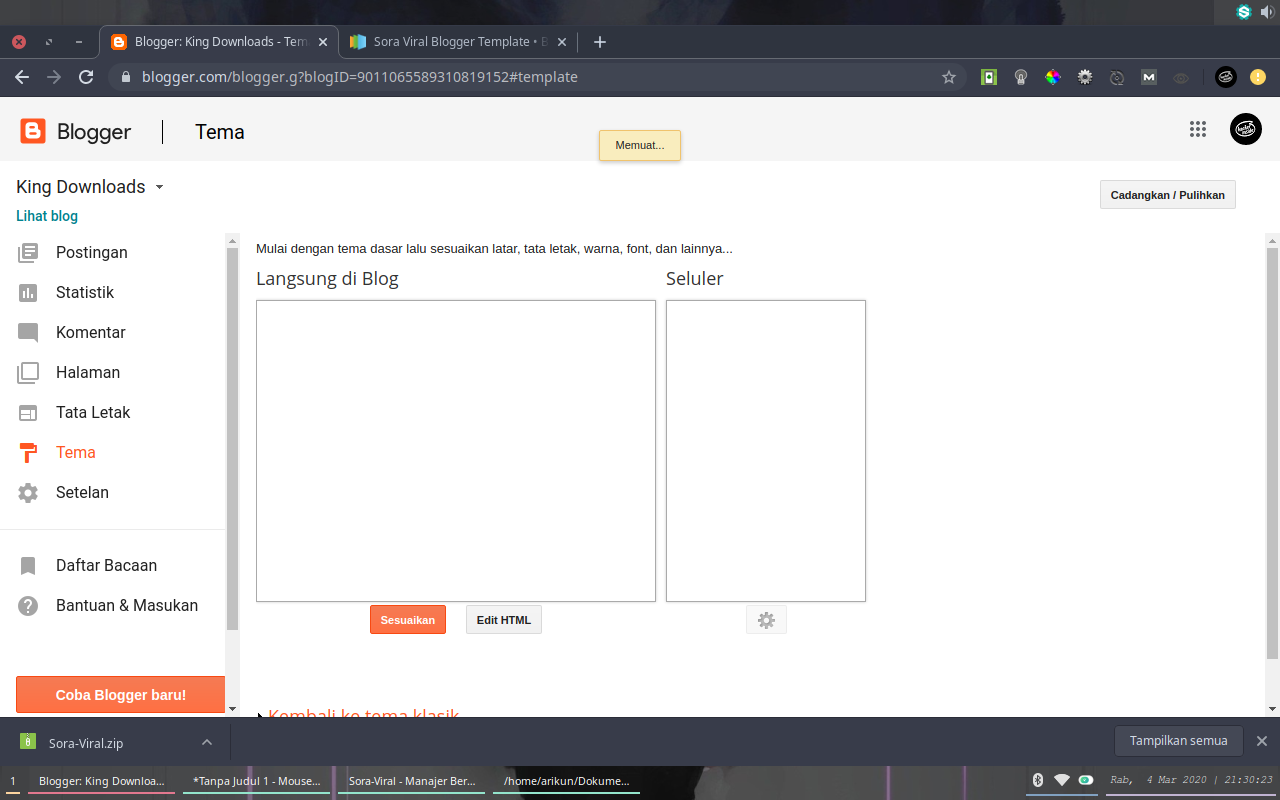 Blogger: King Downloads - Tem
Sora Viral Blogger Template • B
blogger.com/blogger.g?blogID=9011065589310819152#template
Blogger
Tema
Memuat...
King Downloads
Cadangkan / Pulihkan
Lihat blog
Postingan
Statistik
Komentar
Halaman
Tata Letak
Tema
Setelan
Daftar Bacaan
Bantuan & Masukan
Coba Blogger baru!
Mulai dengan tema dasar lalu sesuaikan latar, tata letak, warna, font, dan lainnya...
Langsung di Blog
Seluler
Sesuaikan
Edit HTML
Kembali ke tema klasik
Sora-Viral.zip
Tampilkan semua
1
Blogger: King Downloa...
*Tanpa Judul 1 - Mouse...
Sora-Viral - Manajer Ber...
/home/arikun/Dokume...
Rab, 4 Mar 2020 | 21:30:23